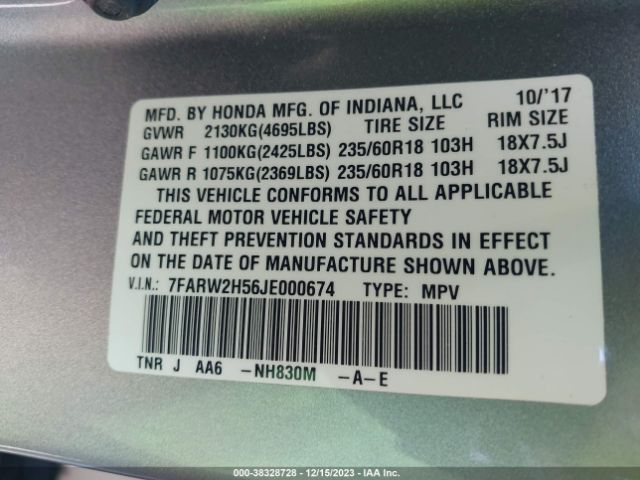 MFD. BY HONDA MFG. OF INDIANA, LLC 10/'17
GVWR 2130KG(4695LBS) TIRE SIZE RIM SIZE
GAWR F 1100KG(2425LBS) 235/60R18 103H 18X7.5J
GAWR R 1075KG(2369LBS) 235/60R18 103H 18X7.5J
THIS VEHICLE CONFORMS TO ALL APPLICABLE
FEDERAL MOTOR VEHICLE SAFETY
AND THEFT PREVENTION STANDARDS IN EFFECT
ON THE DATE OF MANUFACTURE SHOWN ABOVE.
V.I.N.: 7FARW2H56JE000674 TYPE: MPV
TNR J AA6 -NH830M -A-E
000-38328728 - 12/15/2023 - IAA Inc.